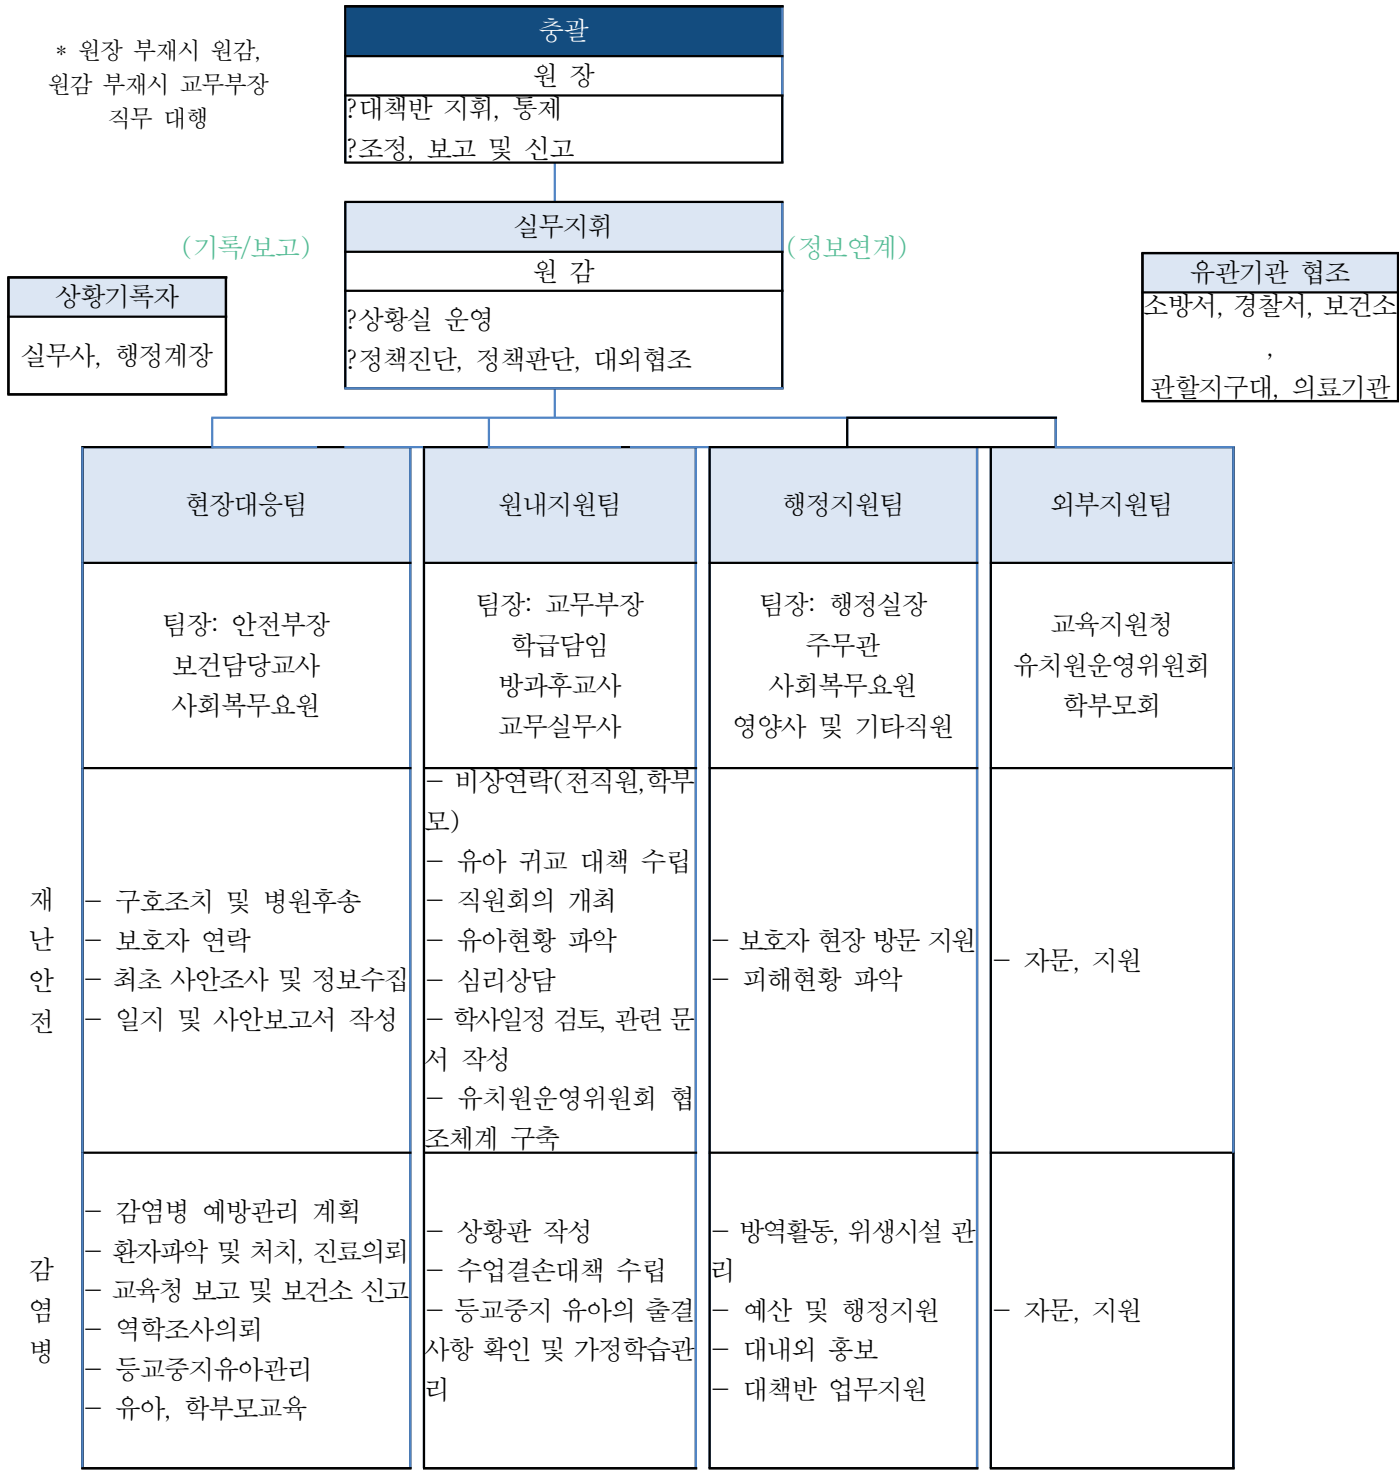 * 원장 부재시 원감,
원감 부재시 교무부장
직무 대행
충괄
원 장
?대책반 지휘, 통제
?조정, 보고 및 신고
(기록/보고)
실무지휘
(정보연계)
원 감
?상황실 운영
?정책진단, 정책판단, 대외협조
상황기록자
실무사, 행정계장
유관기관 협조
소방서, 경찰서, 보건소
,
관할지구대, 의료기관
현장대응팀
원내지원팀
행정지원팀
외부지원팀
팀장: 안전부장
보건담당교사
사회복무요원
팀장: 교무부장
학급담임
방과후교사
교무실무사
팀장: 행정실장
주무관
사회복무요원
영양사 및 기타직원
교육지원청
유치원운영위원회
학부모회
재
난
안
전
– 구호조치 및 병원후송
– 보호자 연락
– 최초 사안조사 및 정보수집
– 일지 및 사안보고서 작성
– 비상연락(전직원,학부
모)
– 유아 귀교 대책 수립
– 직원회의 개최
– 유아현황 파악
– 심리상담
– 학사일정 검토, 관련 문
서 작성
– 유치원운영위원회 협
조체계 구축
– 보호자 현장 방문 지원
– 피해현황 파악
– 자문, 지원
감
염
병
– 감염병 예방관리 계획
– 환자파악 및 처치, 진료의뢰
– 교육청 보고 및 보건소 신고
– 역학조사의뢰
– 등교중지유아관리
– 유아, 학부모교육
– 상황판 작성
– 수업결손대책 수립
– 등교중지 유아의 출결
사항 확인 및 가정학습관
리
– 방역활동, 위생시설 관
리
– 예산 및 행정지원
– 대내외 홍보
– 대책반 업무지원
– 자문, 지원